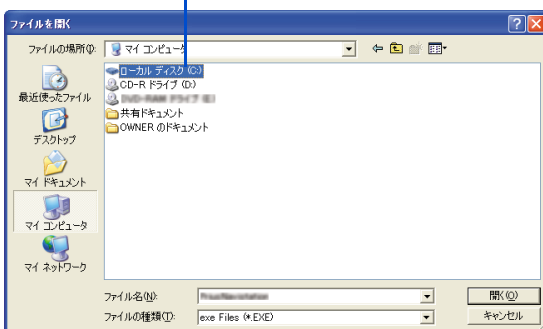 ファイルを開く
ファイルの場所(I):
マイ コンピュータ
ローカル ディスク (C:)
CD-R ドライブ (D:)
共有ドキュメント
OWNER のドキュメント
最近使ったファイル
デスクトップ
マイ ドキュメント
マイ コンピュータ
マイ ネットワーク
ファイル名(N):
開く(O)
ファイルの種類(T):
exe Files (*.EXE)
キャンセル